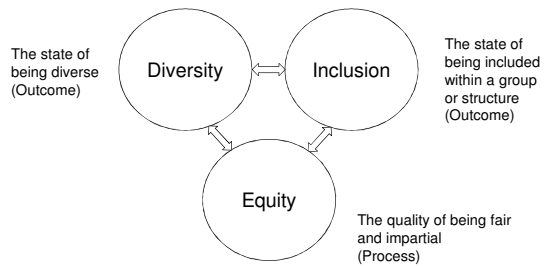 The state of
being diverse
(Outcome)
Diversity
Inclusion
The state of
being included
within a group
or structure
(Outcome)
Equity
The quality of being fair
and impartial
(Process)